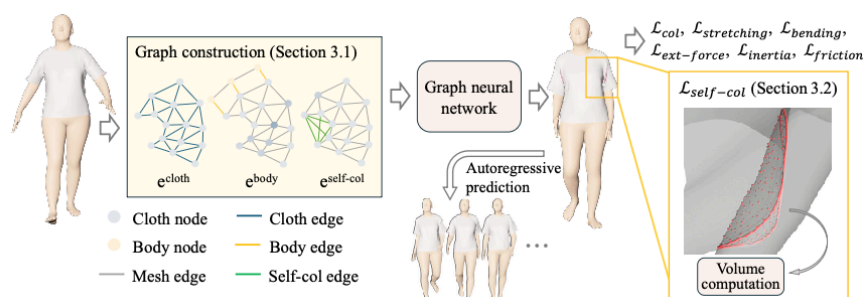 Graph construction (Section 3.1)
e^cloth
e^body
e^self-col
Cloth node
Cloth edge
Body node
Body edge
Mesh edge
Self-col edge
Graph neural
network
Autoregressive
prediction
...
ℒ_col, ℒ_stretching, ℒ_bending,
ℒ_ext-force, ℒ_inertia, ℒ_friction
ℒ_self-col (Section 3.2)
Volume
computation